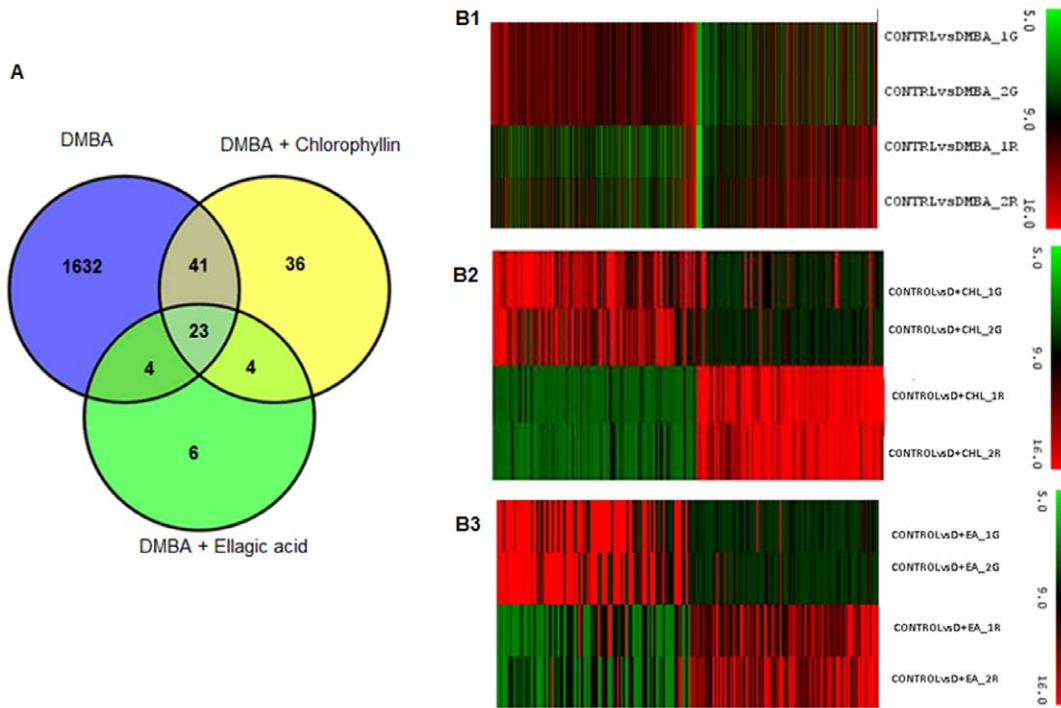 A
DMBA
DMBA + Chlorophyllin
1632
41
36
23
4
4
6
DMBA + Ellagic acid
B1
CONTRLvsDMBA_1G
CONTRLvsDMBA_2G
CONTRLvsDMBA_1R
CONTRLvsDMBA_2R
5.0
9.0
16.0
B2
CONTROLvsD+CHL_1G
CONTROLvsD+CHL_2G
CONTROLvsD+CHL_1R
CONTROLvsD+CHL_2R
5.0
9.0
16.0
B3
CONTROLvsD+EA_1G
CONTROLvsD+EA_2G
CONTROLvsD+EA_1R
CONTROLvsD+EA_2R
5.0
9.0
16.0